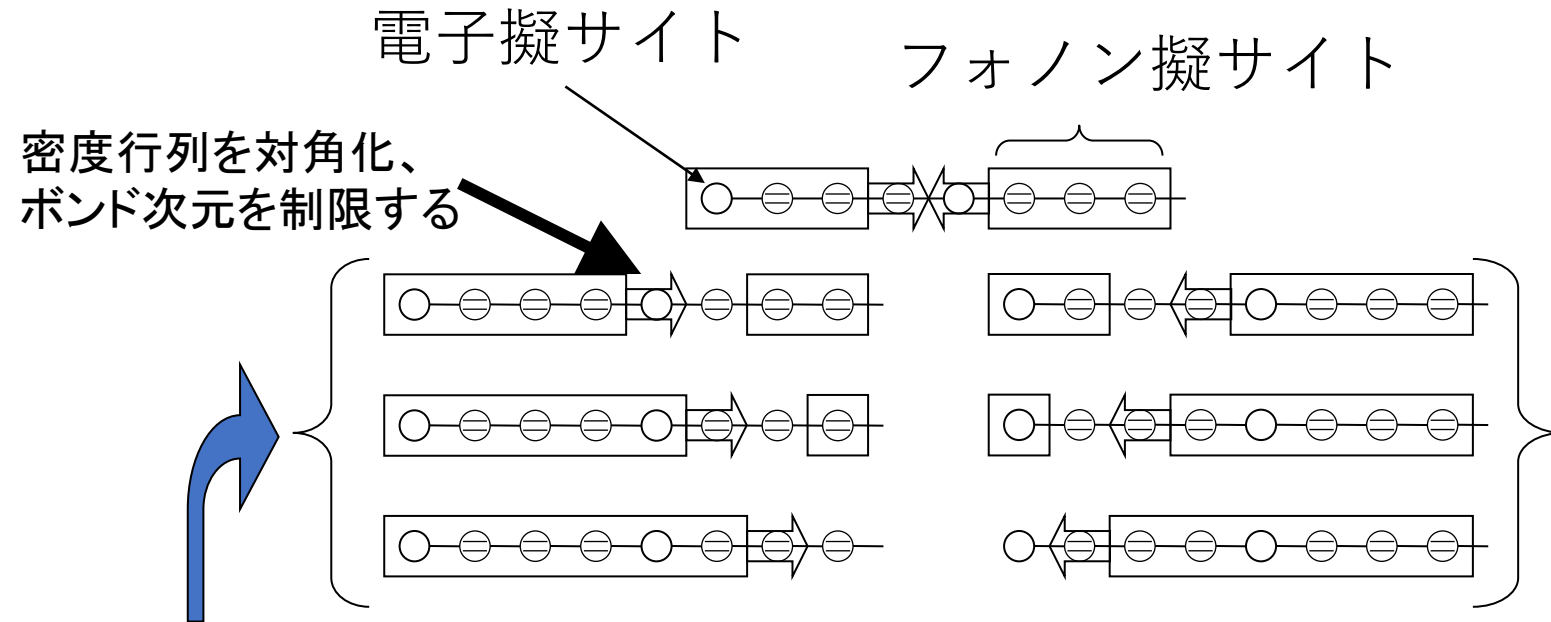 電子擬サイト
フォノン擬サイト
密度行列を対角化、
ボンド次元を制限する